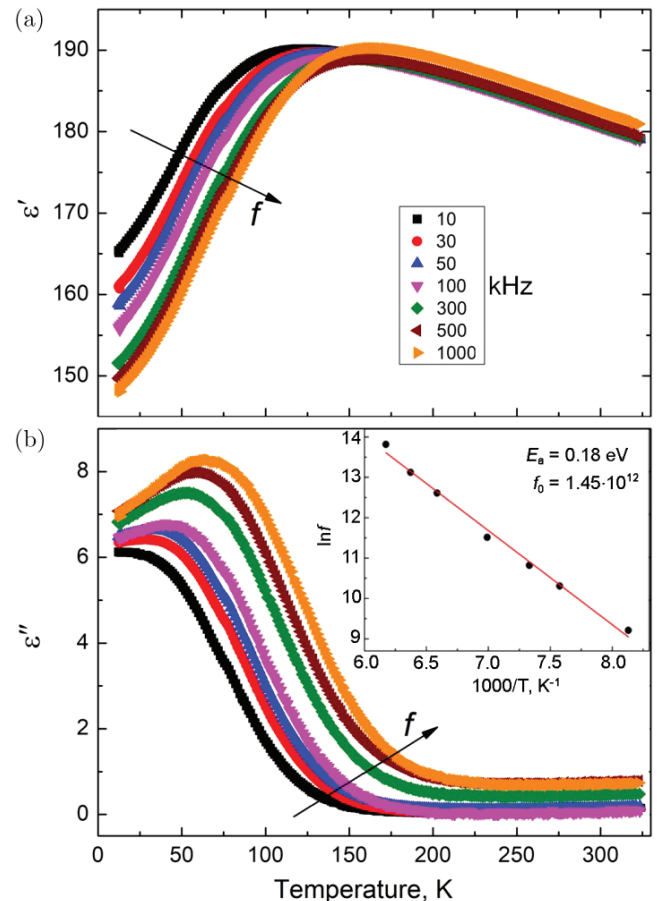 (a)
190
180
170
160
150
ε′
f
10
30
50
100
300
500
1000
kHz
(b)
8
6
4
2
0
ε″
f
14
13
12
11
10
9
lnf
Eₐ = 0.18 eV
f₀ = 1.45·10¹²
6.0 6.5 7.0 7.5 8.0
1000/T, K⁻¹
0 50 100 150 200 250 300
Temperature, K